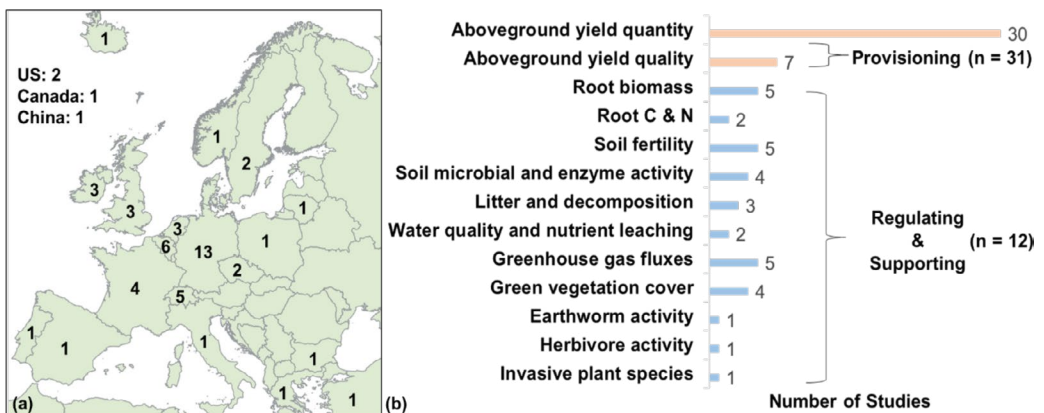 1
US: 2
Canada: 1
China: 1
1
2
3
3
1
3
6
13
1
2
4
5
1
1
1
1
1
1
(a)
(b)
Aboveground yield quantity 30
Aboveground yield quality 7
Provisioning (n = 31)
Root biomass 5
Root C & N 2
Soil fertility 5
Soil microbial and enzyme activity 4
Litter and decomposition 3
Water quality and nutrient leaching 2
Greenhouse gas fluxes 5
Green vegetation cover 4
Earthworm activity 1
Herbivore activity 1
Invasive plant species 1
Regulating
& (n = 12)
Supporting
Number of Studies